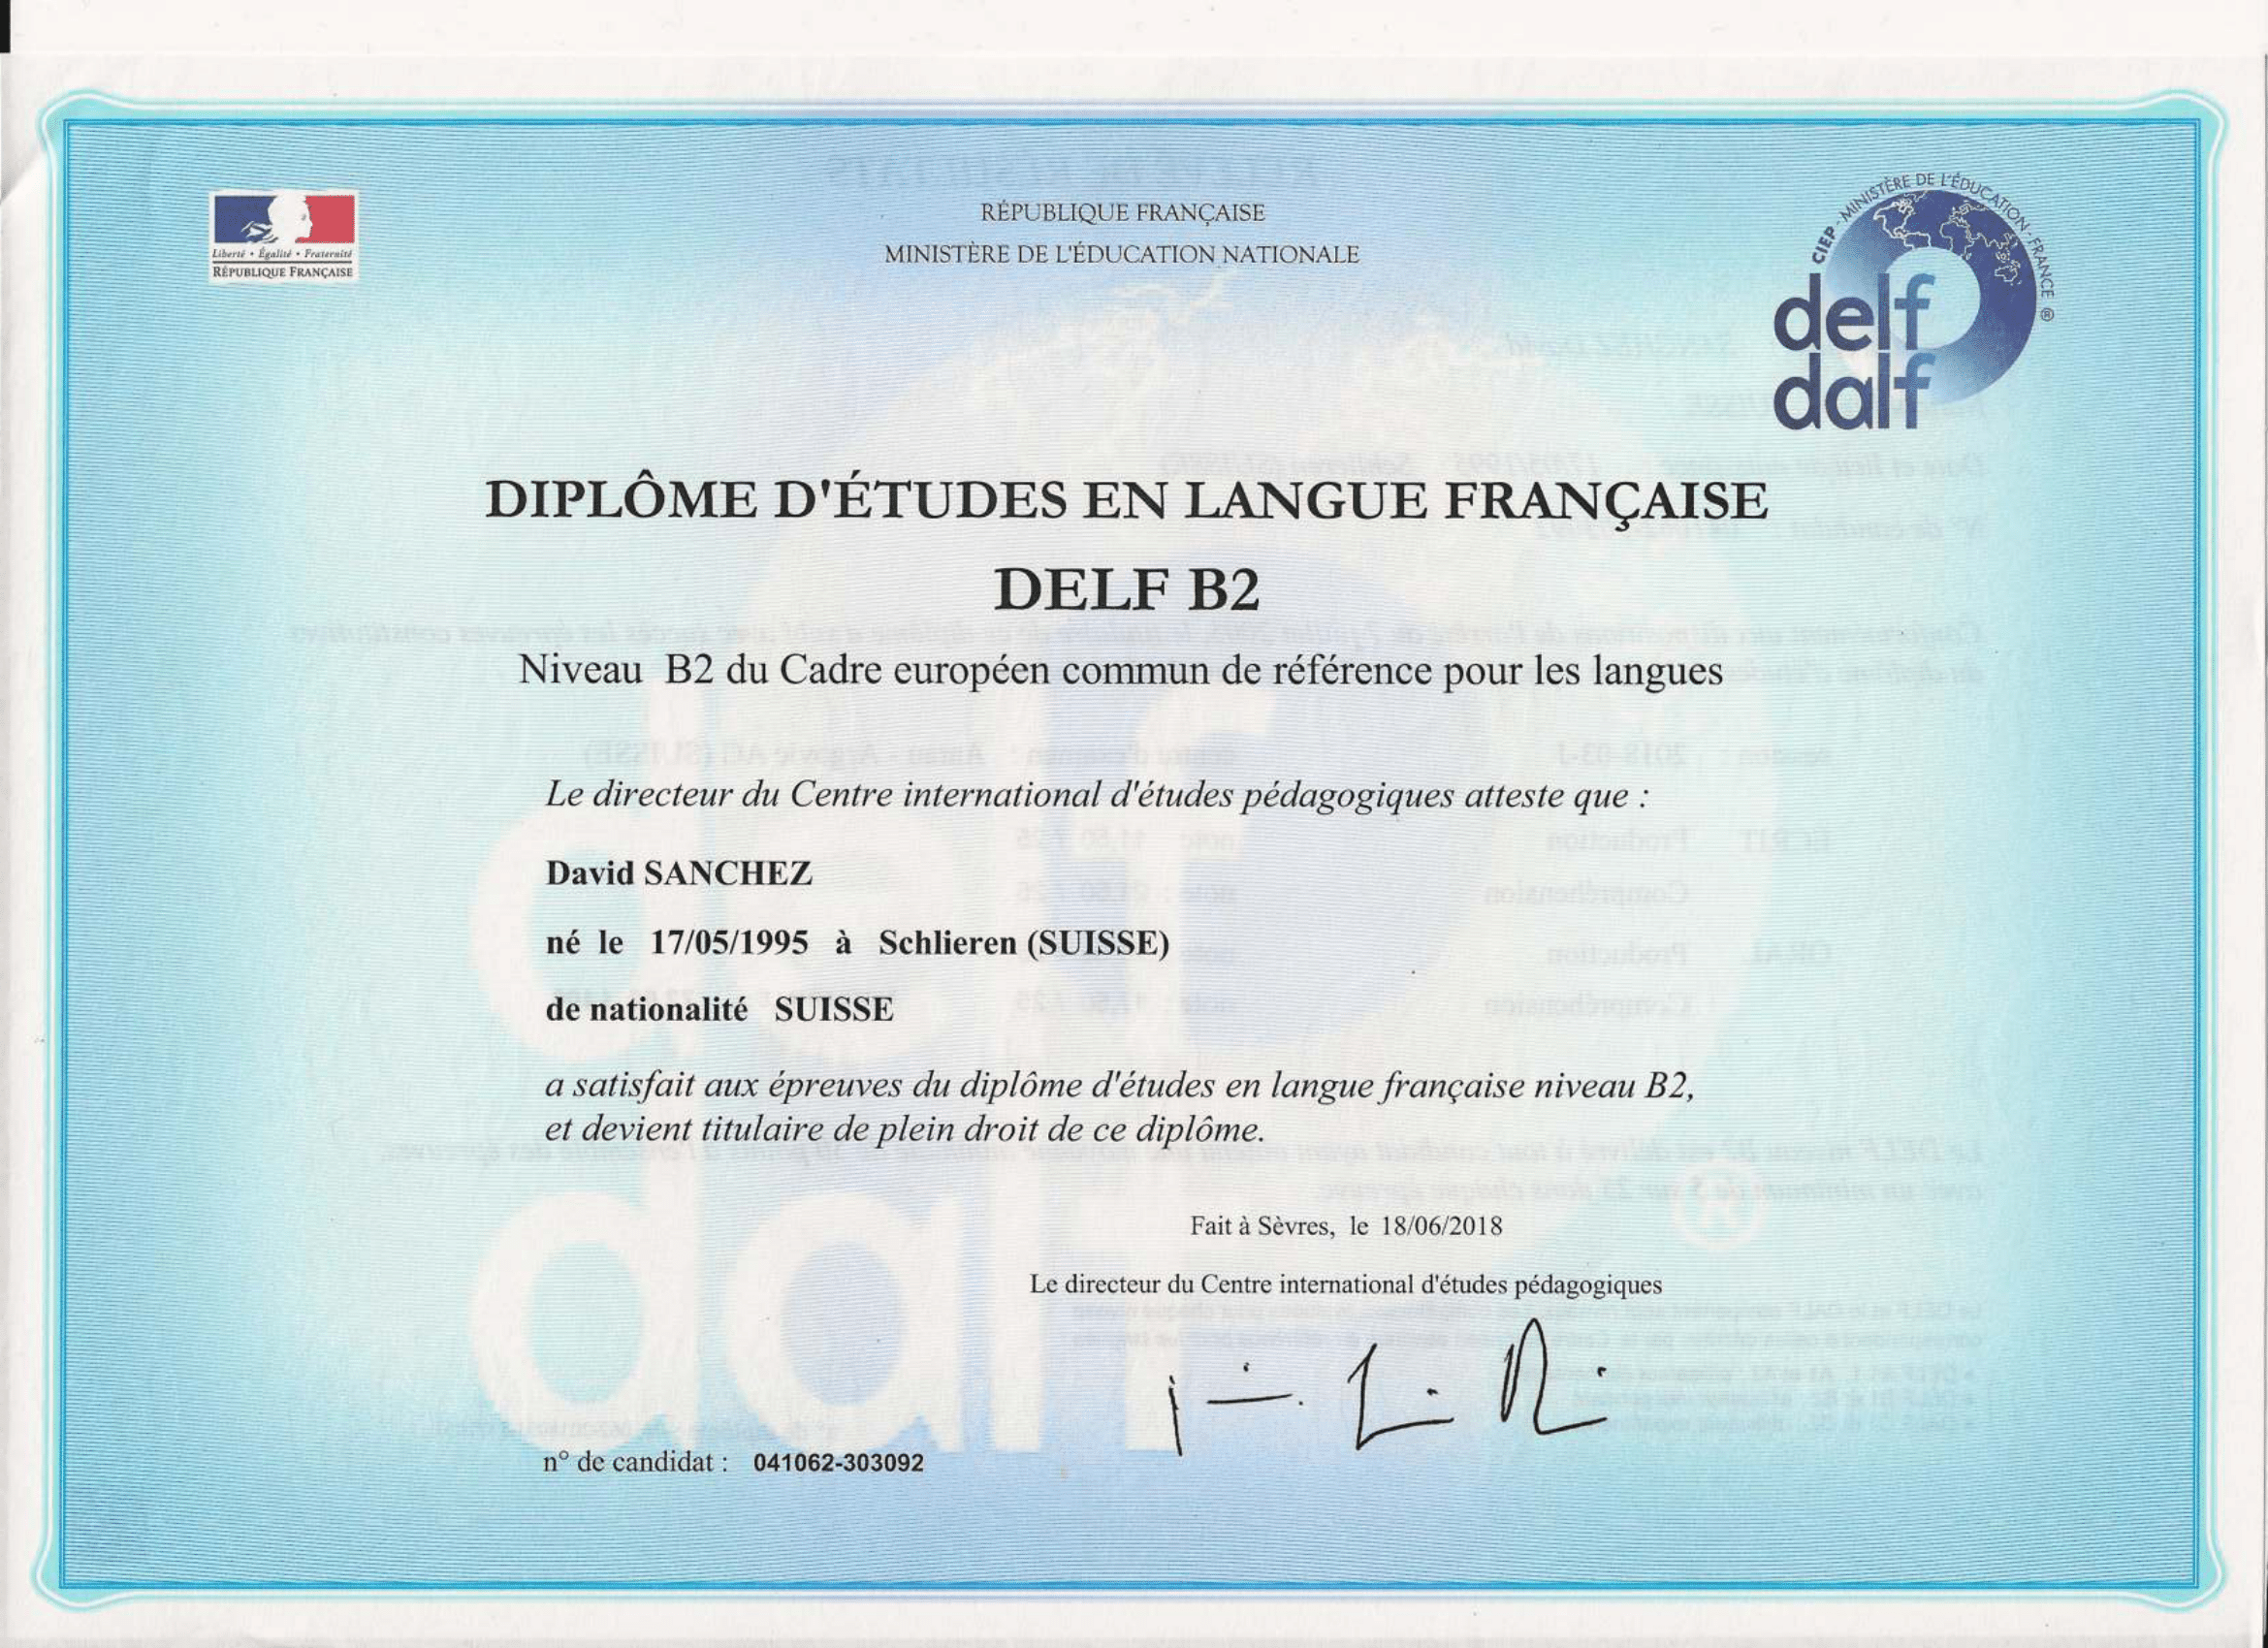 Liberté • Égalité • Fraternité
RÉPUBLIQUE FRANÇAISE
RÉPUBLIQUE FRANÇAISE
MINISTÈRE DE L'ÉDUCATION NATIONALE
CIEP - MINISTÈRE DE L'ÉDUCATION - FRANCE ®
delf
dalf
DIPLÔME D'ÉTUDES EN LANGUE FRANÇAISE
DELF B2
Niveau B2 du Cadre européen commun de référence pour les langues
Le directeur du Centre international d'études pédagogiques atteste que :
David SANCHEZ
né le 17/05/1995 à Schlieren (SUISSE)
de nationalité SUISSE
a satisfait aux épreuves du diplôme d'études en langue française niveau B2,
et devient titulaire de plein droit de ce diplôme.
Fait à Sèvres, le 18/06/2018
Le directeur du Centre international d'études pédagogiques
n° de candidat : 041062-303092